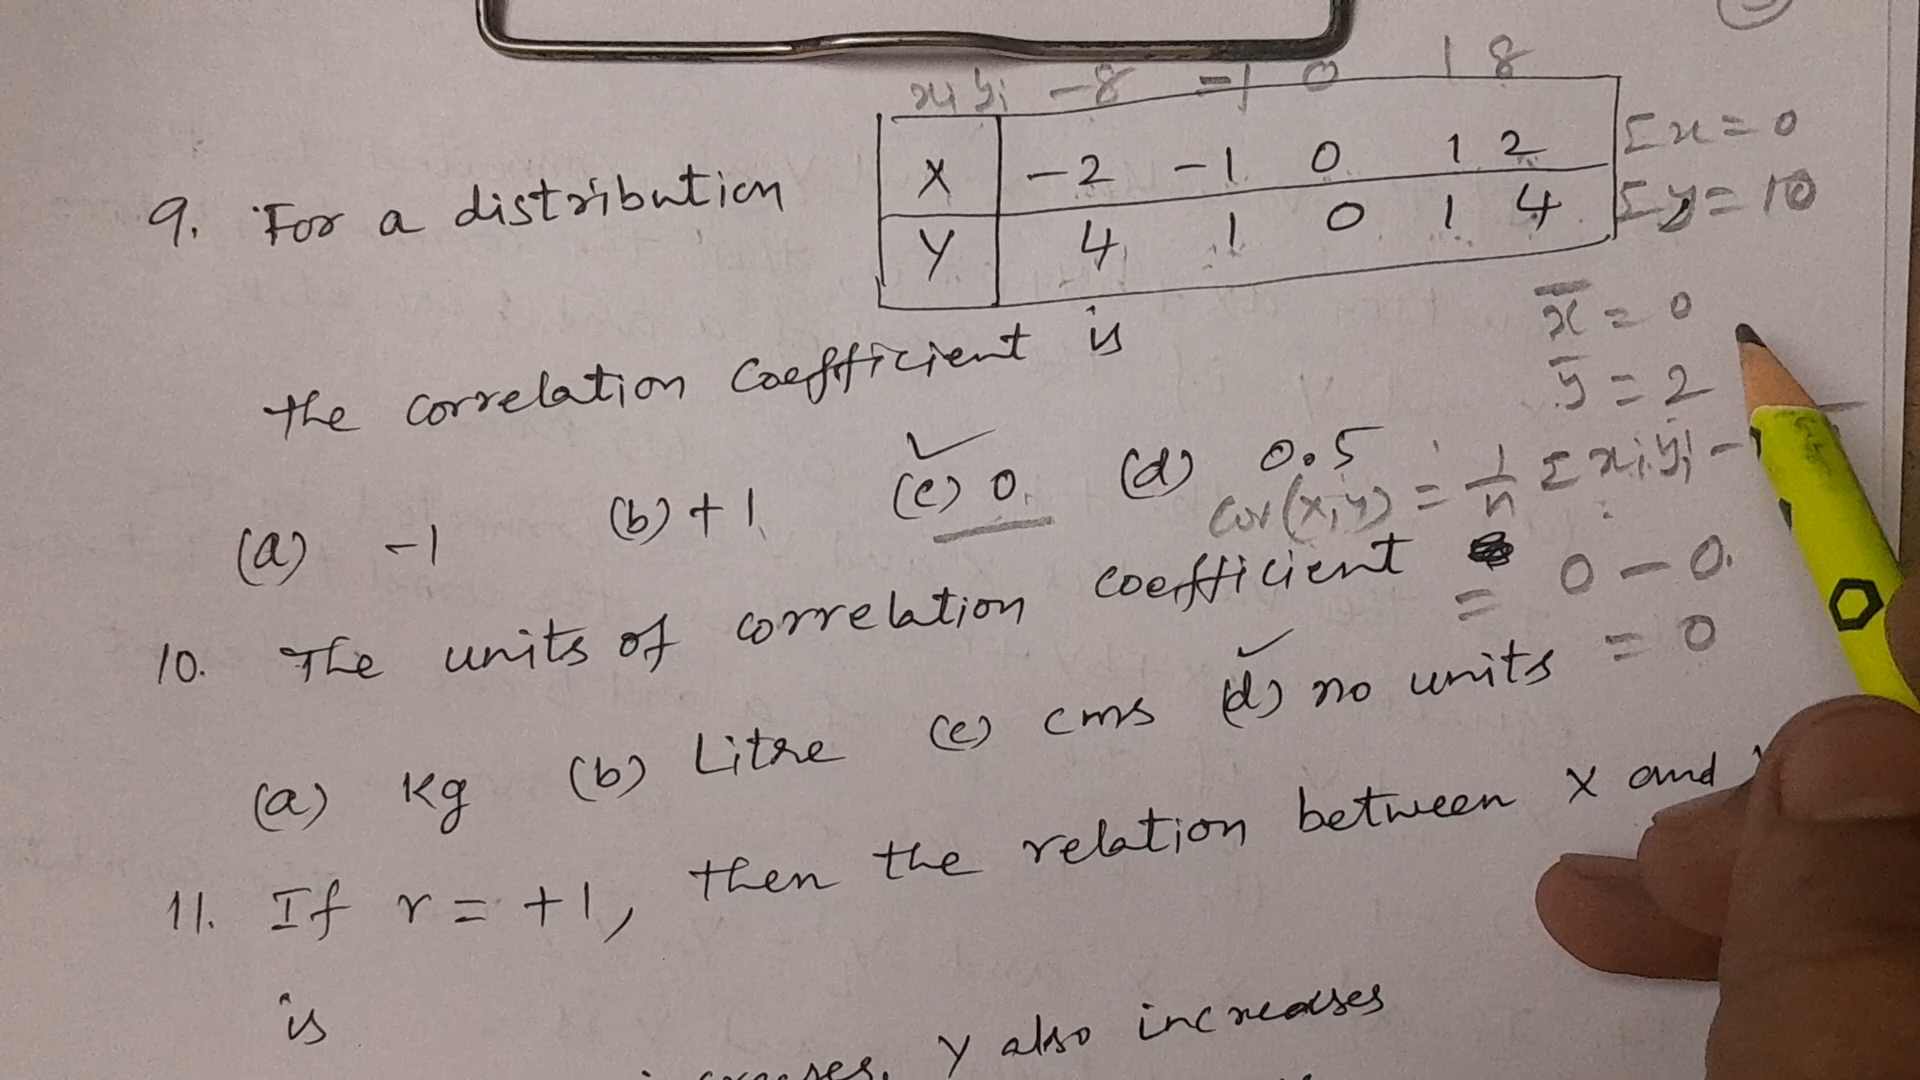 xiyi -8 -1 0 1 8
9. For a distribution
X -2 -1 0 1 2 Σx = 0
Y 4 1 0 1 4 Σy = 10
the correlation coefficient is
x̄ = 0
ȳ = 2
(a) -1 (b) +1 (c) 0. (d) 0.5
Cov(x,y) = 1/n Σ xiyi -
= 0 - 0.
= 0
10. The units of correlation coefficient
(a) Kg (b) Litre (c) cms (d) no units
11. If r = +1, then the relation between X and
is
Y also increases